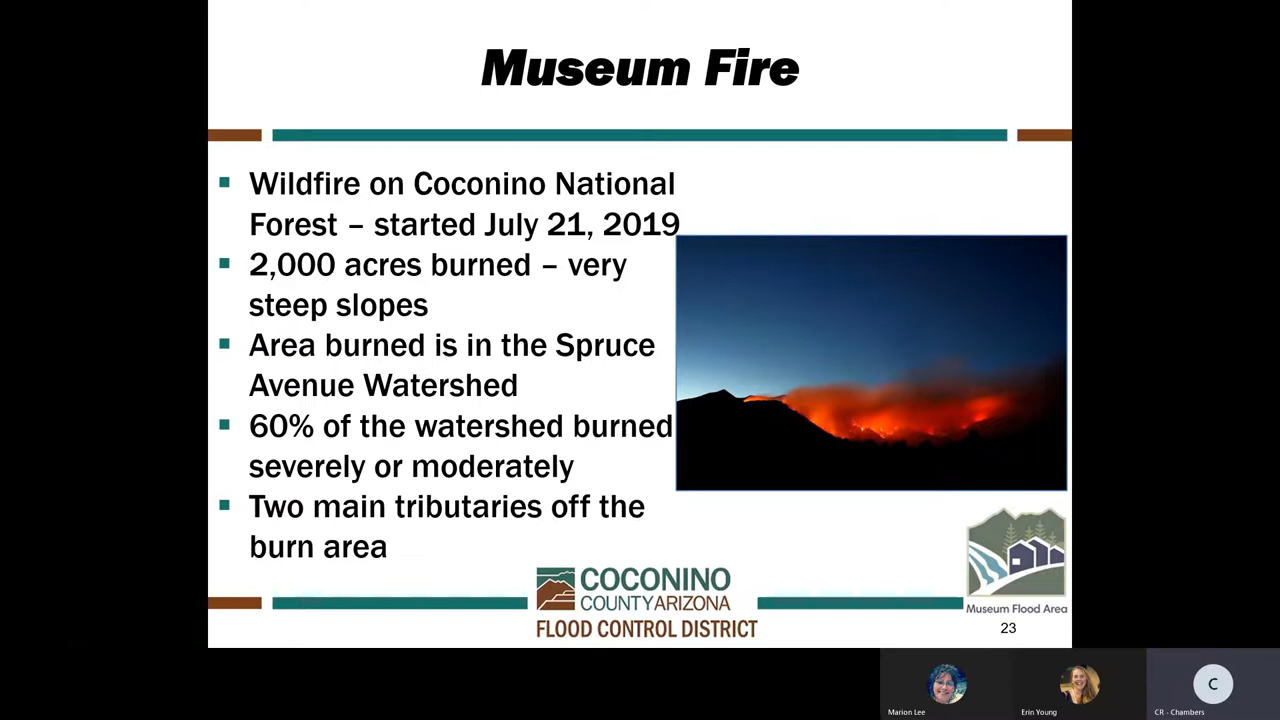 Museum Fire
Wildfire on Coconino National
Forest – started July 21, 2019
2,000 acres burned – very
steep slopes
Area burned is in the Spruce
Avenue Watershed
60% of the watershed burned
severely or moderately
Two main tributaries off the
burn area
COCONINO
COUNTY ARIZONA
FLOOD CONTROL DISTRICT
Museum Flood Area
23
Marion Lee
Erin Young
C
CR - Chambers